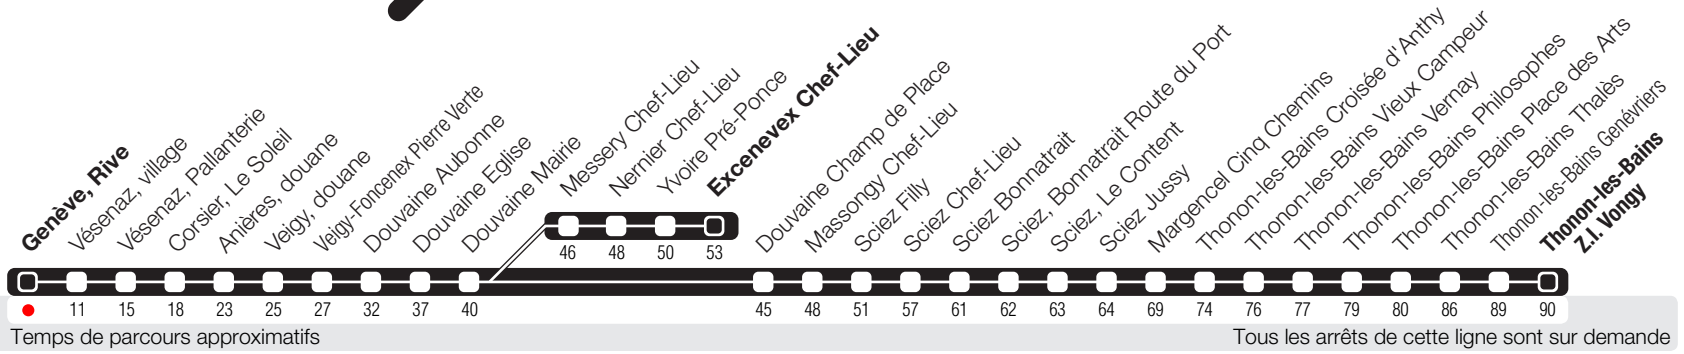 Genève, Rive
Vésenaz, village
Vésenaz, Pallanterie
Corsier, Le Soleil
Anières, douane
Veigy, douane
Veigy-Foncenex Pierre Verte
Douvaine Aubonne
Douvaine Eglise
Douvaine Mairie
Messery Chef-Lieu
Nernier Chef-Lieu
Yvoire Pré-Ponce
Excenevex Chef-Lieu
Douvaine Champ de Place
Massongy Chef-Lieu
Sciez Filly
Sciez Chef-Lieu
Sciez Bonnatrait
Sciez, Bonnatrait Route du Port
Sciez, Le Content
Sciez Jussy
Margencel Cinq Chemins
Thonon-les-Bains Croisée d'Anthy
Thonon-les-Bains Vieux Campeur
Thonon-les-Bains Vernay
Thonon-les-Bains Philosophes
Thonon-les-Bains Place des Arts
Thonon-les-Bains Thalès
Thonon-les-Bains Genévriers
Thonon-les-Bains
Z.I. Vongy
46 48 50 53
11 15 18 23 25 27 32 37 40 45 48 51 57 61 62 63 64 69 74 76 77 79 80 86 89 90
Temps de parcours approximatifs
Tous les arrêts de cette ligne sont sur demande